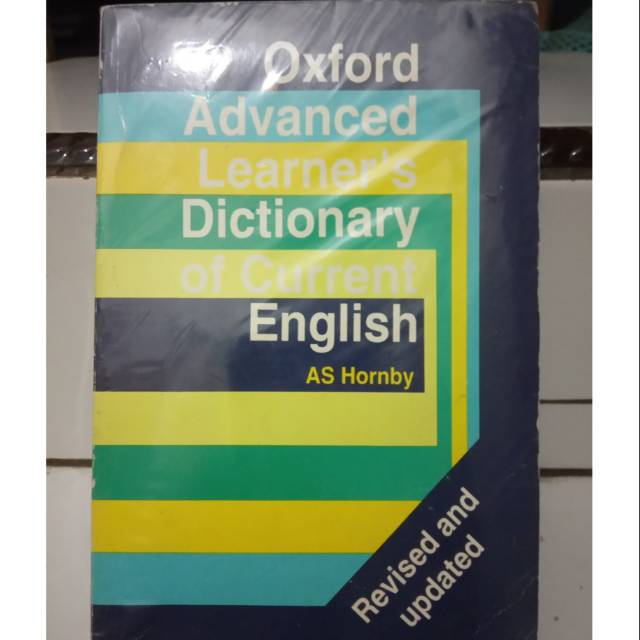 Oxford
Advanced
Learner's
Dictionary
of Current
English
AS Hornby
Revised and
updated